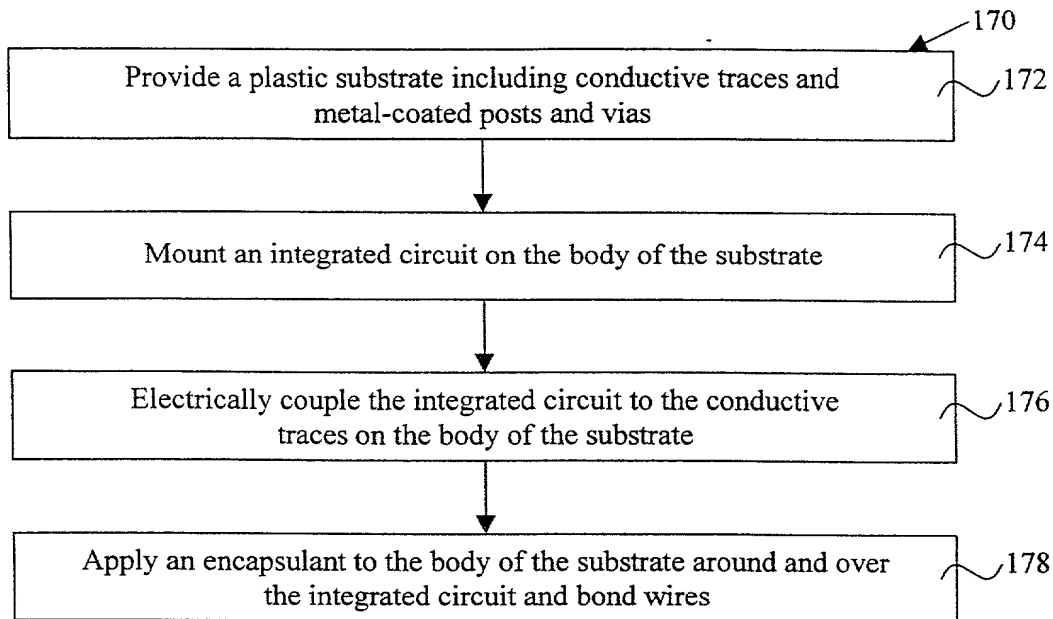 170
Provide a plastic substrate including conductive traces and
metal-coated posts and vias
172
Mount an integrated circuit on the body of the substrate
174
Electrically couple the integrated circuit to the conductive
traces on the body of the substrate
176
Apply an encapsulant to the body of the substrate around and over
the integrated circuit and bond wires
178